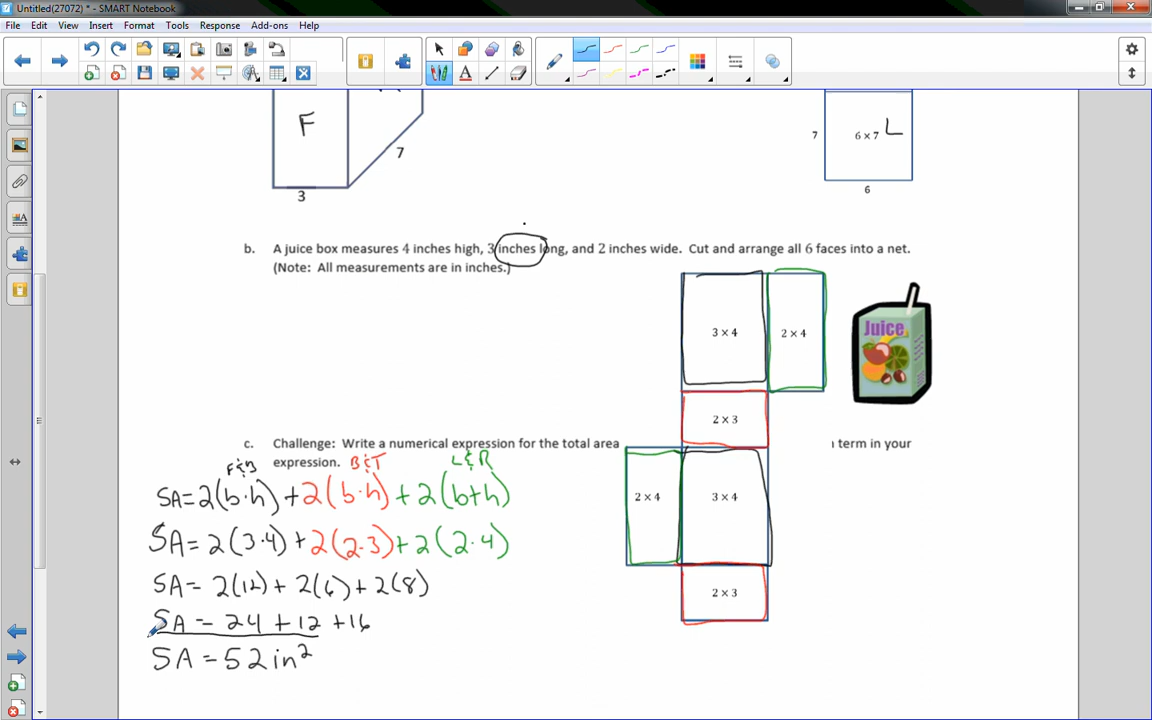 Untitled(27072) * - SMART Notebook
File Edit View Insert Format Tools Response Add-ons Help
F
7
3
7
6 x 7 L
6
b. A juice box measures 4 inches high, 3 inches long, and 2 inches wide. Cut and arrange all 6 faces into a net.
(Note: All measurements are in inches.)
3 × 4
2 × 4
Juice
2 × 3
c. Challenge: Write a numerical expression for the total area
term in your
expression.
F&B B&T L&R
SA=2(b·h)+2(b·h)+2(b+h)
2 × 4
3 × 4
SA=2(3·4)+2(2·3)+2(2·4)
SA= 2(12)+2(6)+2(8)
2 × 3
SA = 24 +12 +16
SA = 52 in²